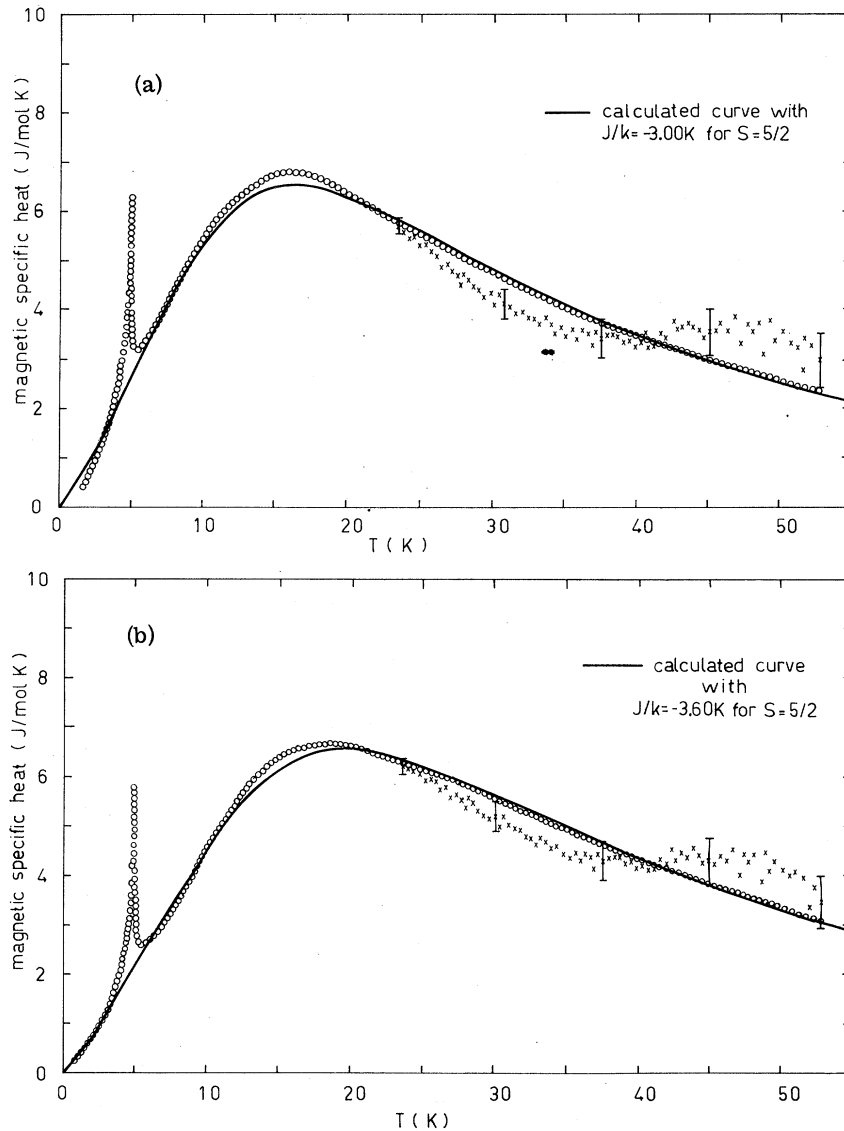 10
(a)
8
calculated curve with
J/k=-3.00K for S=5/2
6
4
2
0
magnetic specific heat ( J/mol K )
0 10 20 30 40 50
T ( K )
10
(b)
8
calculated curve
with
J/k=-3.60K for S=5/2
6
4
2
0
magnetic specific heat ( J/mol K )
0 10 20 30 40 50
T ( K )